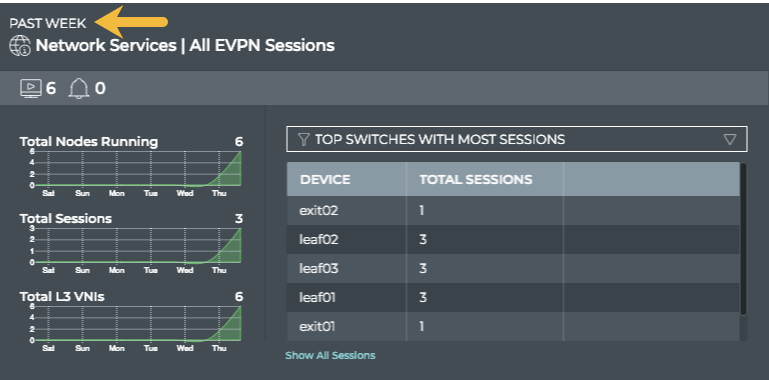 PAST WEEK
Network Services | All EVPN Sessions
6 0
Total Nodes Running 6
6
4
2
0
Sat Sun Mon Tue Wed Thu
Total Sessions 3
3
2
1
0
Sat Sun Mon Tue Wed Thu
Total L3 VNIs 6
6
4
2
0
Sat Sun Mon Tue Wed Thu
TOP SWITCHES WITH MOST SESSIONS
DEVICE TOTAL SESSIONS
exit02 1
leaf02 3
leaf03 3
leaf01 3
exit01 1
Show All Sessions